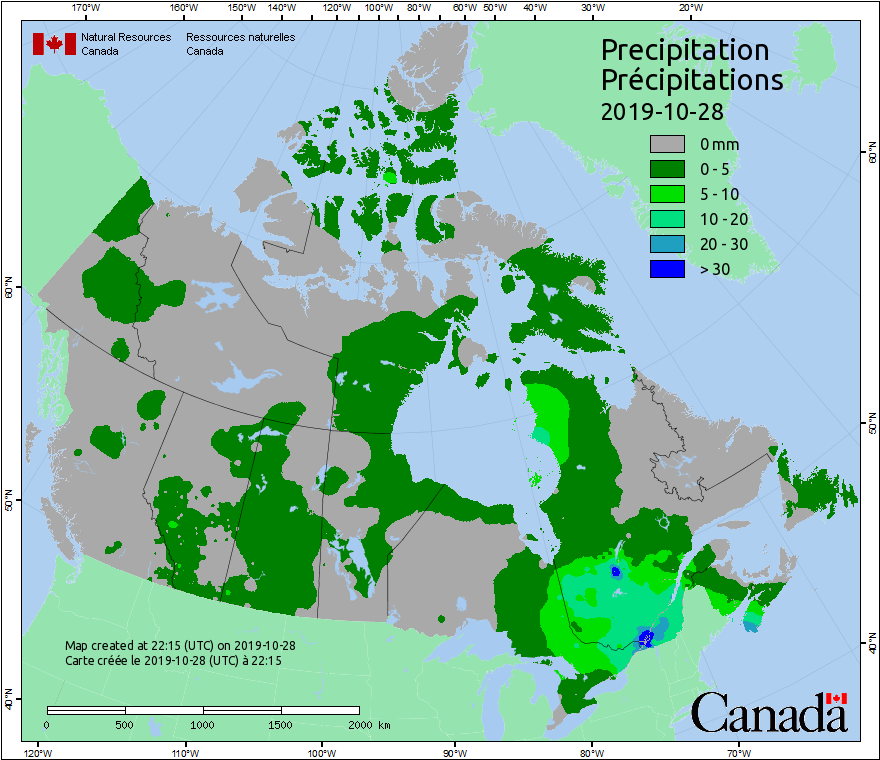 170°W 160°W 150°W 140°W 130°W 120°W 110°W 100°W 90°W 80°W 60°W 50°W 40°W 30°W 20°W
Natural Resources Ressources naturelles
Canada Canada
Precipitation
Précipitations
2019-10-28
0 mm
0 - 5
5 - 10
10 - 20
20 - 30
> 30
60°N
50°N
40°N
60°N
50°N
40°N
Map created at 22:15 (UTC) on 2019-10-28
Carte créée le 2019-10-28 (UTC) à 22:15
0 500 1000 1500 2000 km
Canada
120°W 110°W 100°W 90°W 80°W 70°W